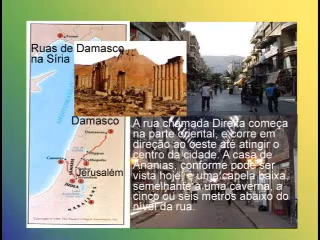 Ruas de Damasco
na Síria
Damasco
Jerusalém
A rua chamada Direita começa
na parte oriental, e corre em
direção ao oeste até atingir o
centro da cidade. A casa de
Ananias, conforme pode ser
vista hoje, é uma capela baixa,
semelhante a uma caverna, a
cinco ou seis metros abaixo do
nível da rua.